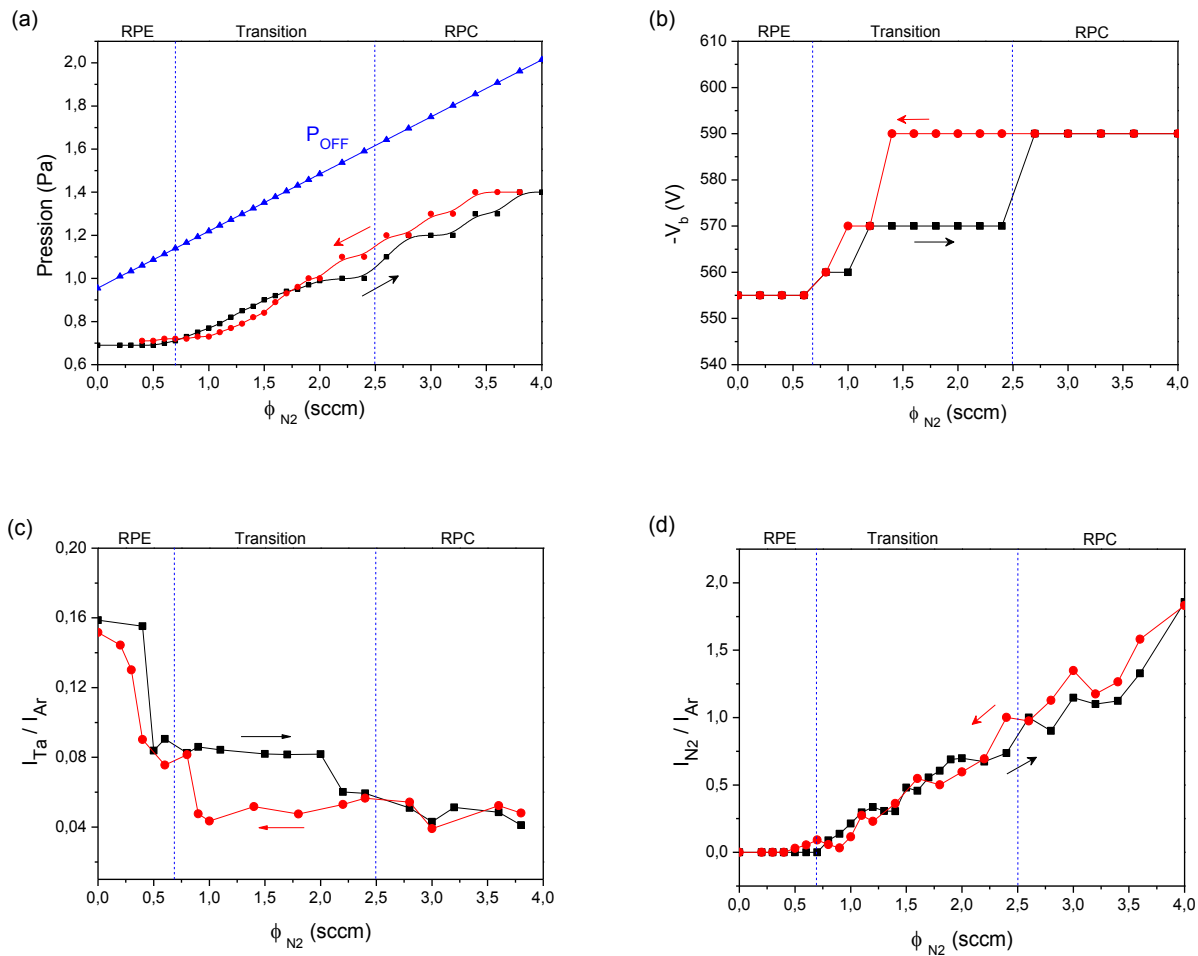 (a)
RPE Transition RPC
2,0
1,8
1,6
1,4
1,2
1,0
0,8
0,6
Pression (Pa)
P_OFF
0,0 0,5 1,0 1,5 2,0 2,5 3,0 3,5 4,0
ϕ N2 (sccm)
(b)
RPE Transition RPC
610
600
590
580
570
560
550
540
-V_b (V)
0,0 0,5 1,0 1,5 2,0 2,5 3,0 3,5 4,0
ϕ N2 (sccm)
(c)
RPE Transition RPC
0,20
0,16
0,12
0,08
0,04
I_Ta / I_Ar
0,0 0,5 1,0 1,5 2,0 2,5 3,0 3,5 4,0
ϕ N2 (sccm)
(d)
RPE Transition RPC
2,0
1,5
1,0
0,5
0,0
I_N2 / I_Ar
0,0 0,5 1,0 1,5 2,0 2,5 3,0 3,5 4,0
ϕ N2 (sccm)